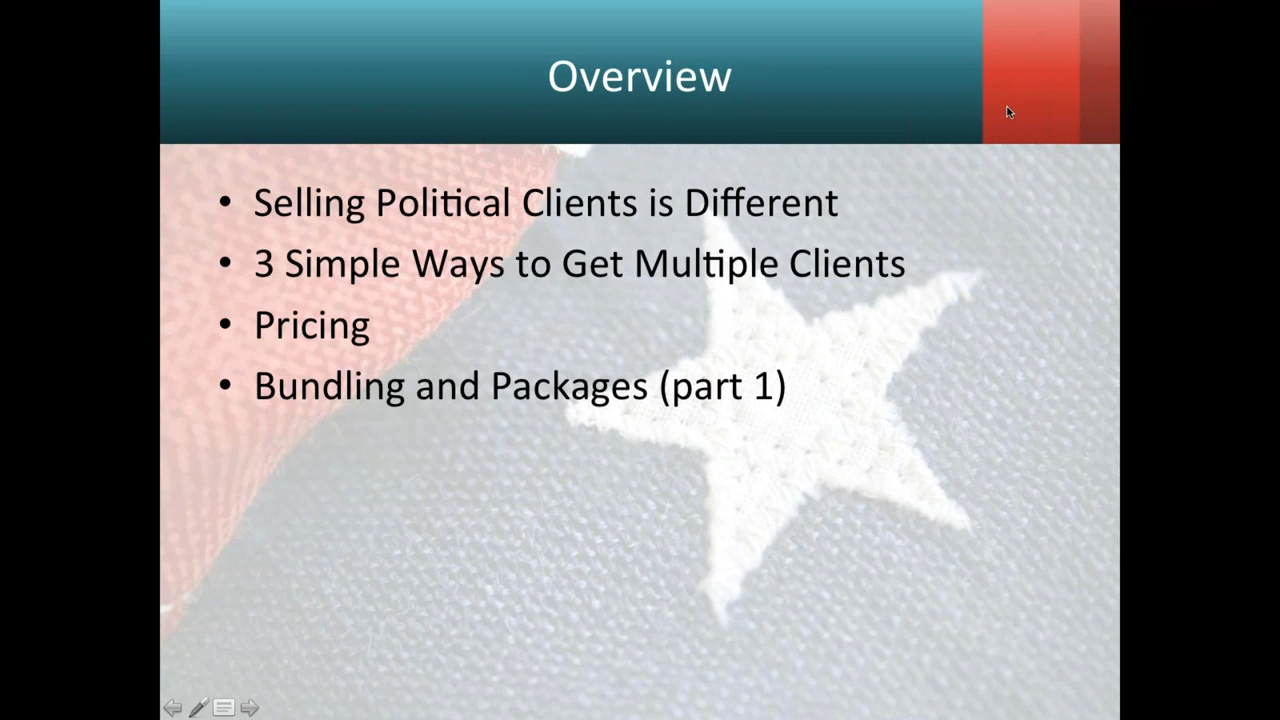 Overview
• Selling Political Clients is Different
• 3 Simple Ways to Get Multiple Clients
• Pricing
• Bundling and Packages (part 1)